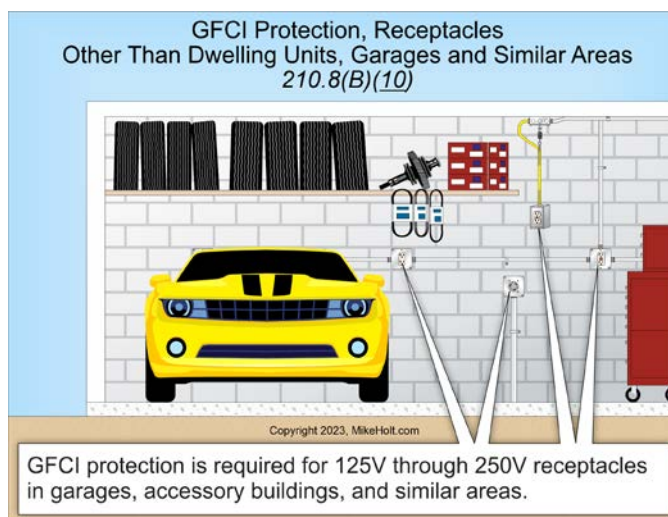 GFCI Protection, Receptacles
Other Than Dwelling Units, Garages and Similar Areas
210.8(B)(10)
Copyright 2023, MikeHolt.com
GFCI protection is required for 125V through 250V receptacles
in garages, accessory buildings, and similar areas.